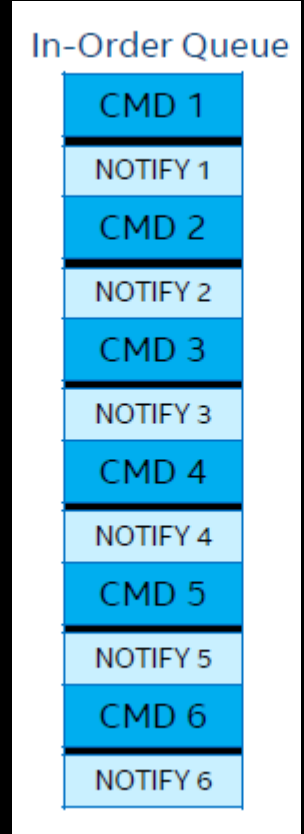 In-Order Queue
CMD 1
NOTIFY 1
CMD 2
NOTIFY 2
CMD 3
NOTIFY 3
CMD 4
NOTIFY 4
CMD 5
NOTIFY 5
CMD 6
NOTIFY 6